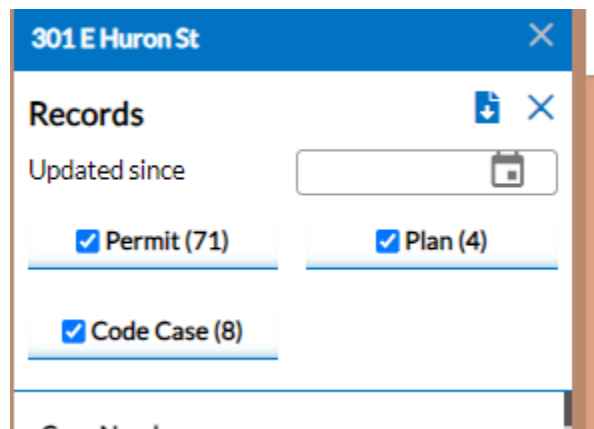 301 E Huron St
Records
Updated since
Permit (71) Plan (4)
Code Case (8)